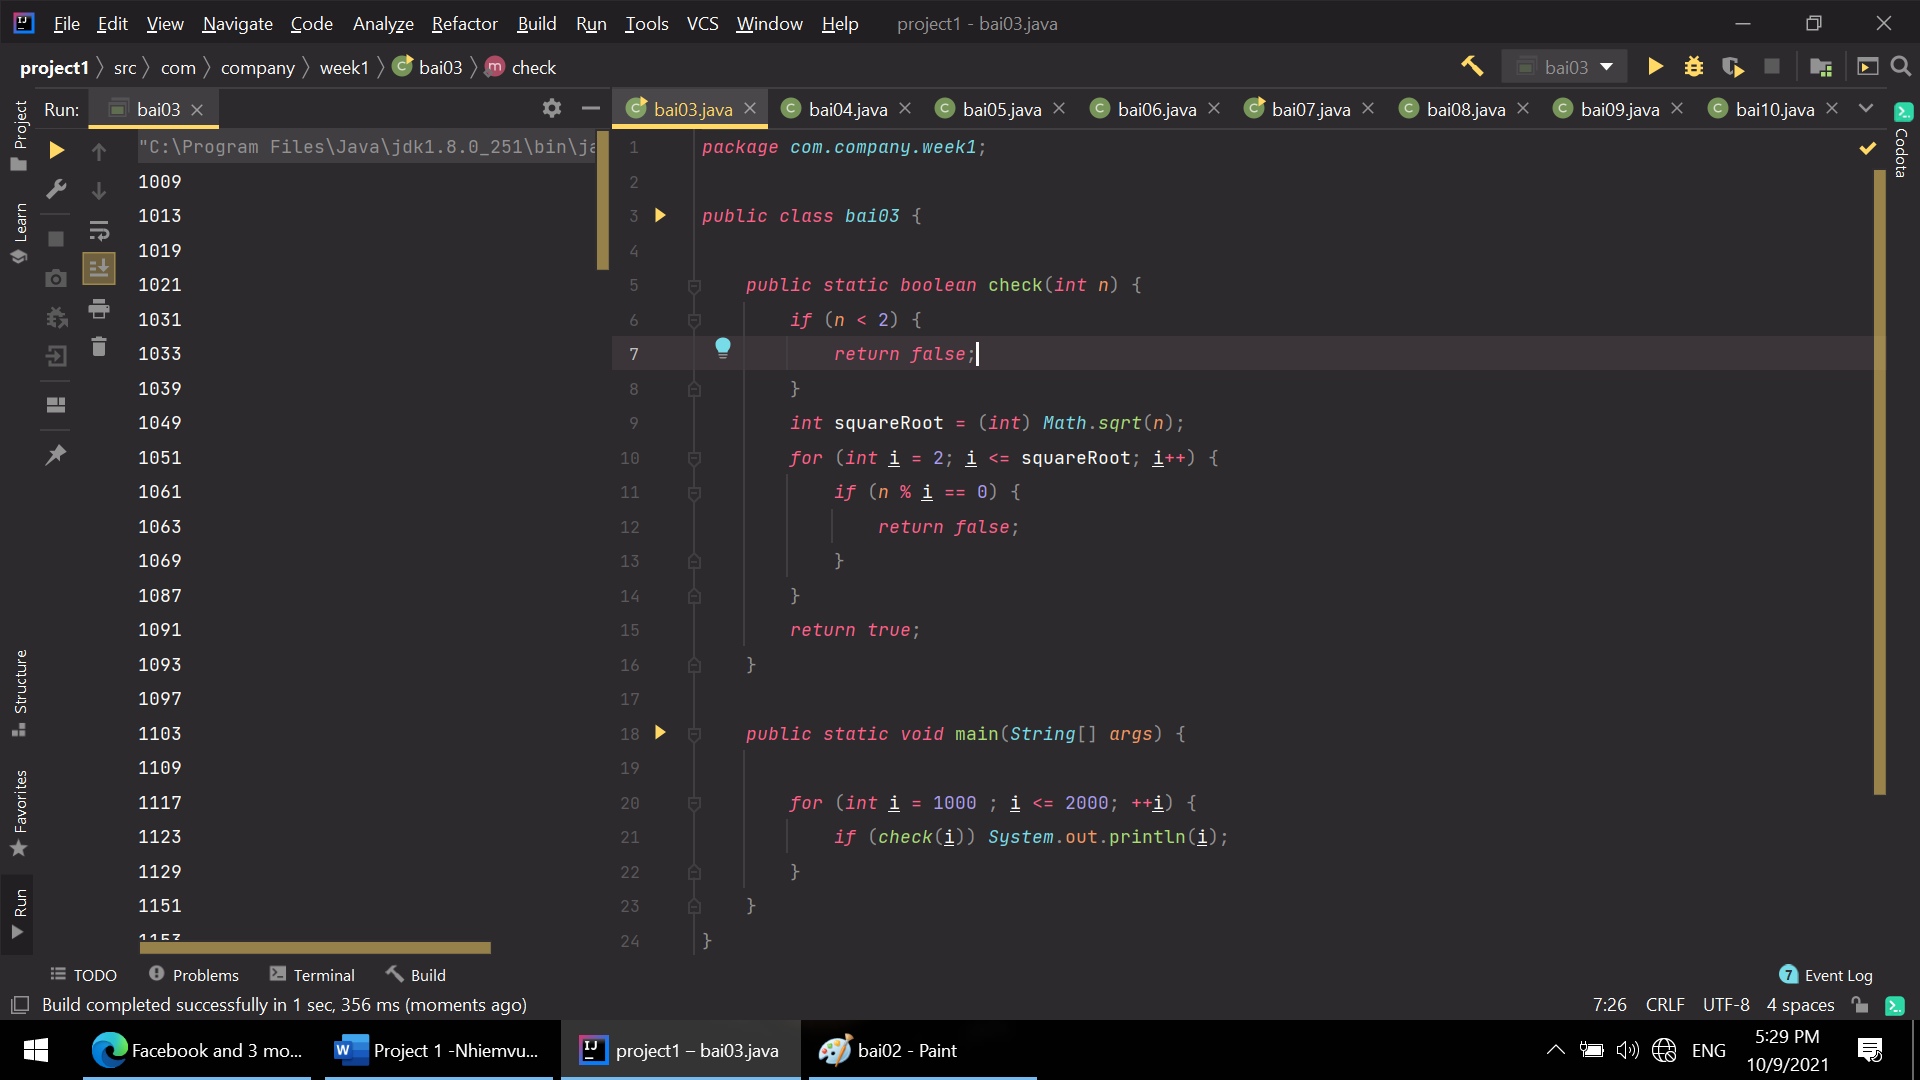 File Edit View Navigate Code Analyze Refactor Build Run Tools VCS Window Help project1 - bai03.java
project1 src com company week1 bai03 m check bai03
Run: bai03
bai03.java bai04.java bai05.java bai06.java bai07.java bai08.java bai09.java bai10.java
Project
Learn
Structure
Favorites
Run
Codota
"C:\Program Files\Java\jdk1.8.0_251\bin\ja
1009
1013
1019
1021
1031
1033
1039
1049
1051
1061
1063
1069
1087
1091
1093
1097
1103
1109
1117
1123
1129
1151
1153
1 package com.company.week1;
2
3 public class bai03 {
4
5 public static boolean check(int n) {
6 if (n < 2) {
7 return false;
8 }
9 int squareRoot = (int) Math.sqrt(n);
10 for (int i = 2; i <= squareRoot; i++) {
11 if (n % i == 0) {
12 return false;
13 }
14 }
15 return true;
16 }
17
18 public static void main(String[] args) {
19
20 for (int i = 1000 ; i <= 2000; ++i) {
21 if (check(i)) System.out.println(i);
22 }
23 }
24 }
TODO Problems Terminal Build 7 Event Log
Build completed successfully in 1 sec, 356 ms (moments ago) 7:26 CRLF UTF-8 4 spaces
Facebook and 3 mo... Project 1 -Nhiemvu... project1 – bai03.java bai02 - Paint ENG 5:29 PM
10/9/2021